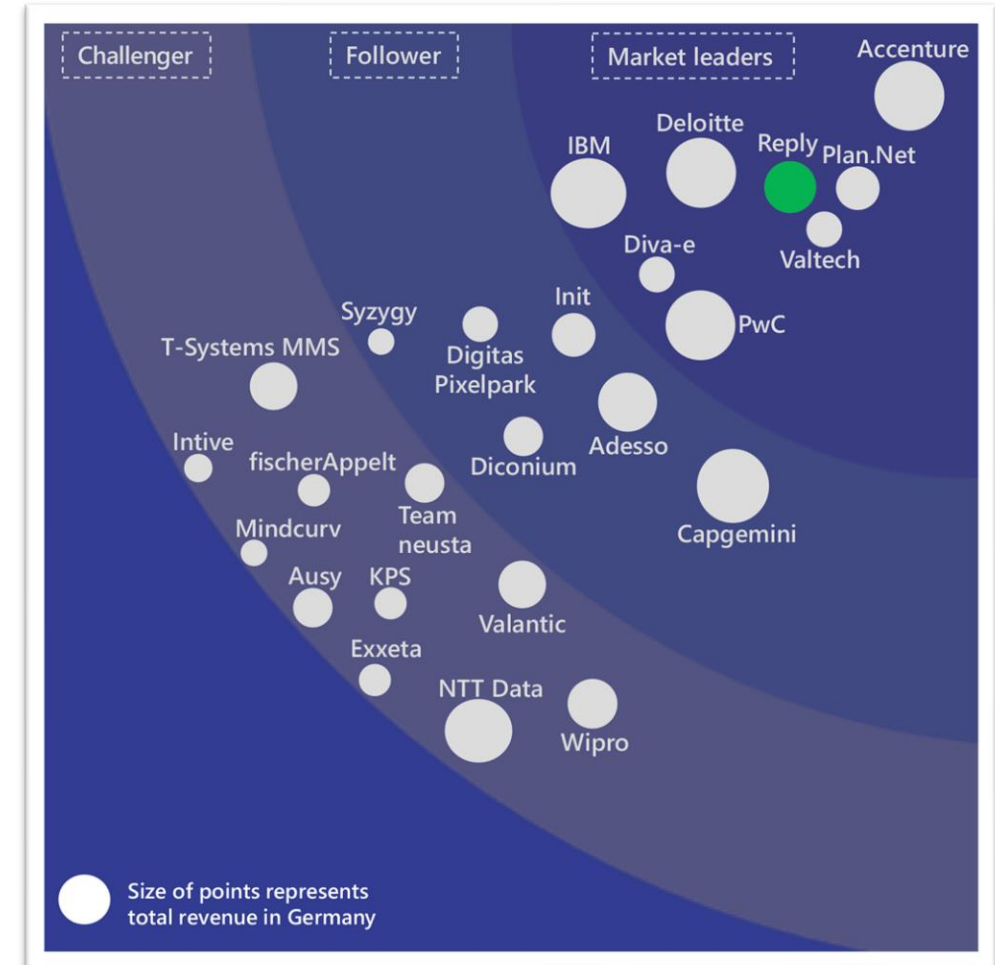 Challenger
Follower
Market leaders
Accenture
Deloitte
IBM
Reply
Plan.Net
Diva-e
Valtech
Init
Syzygy
PwC
T-Systems MMS
Digitas
Pixelpark
Intive
fischerAppelt
Diconium
Adesso
Team
neusta
Mindcurv
Capgemini
Ausy
KPS
Valantic
Exxeta
NTT Data
Wipro
Size of points represents
total revenue in Germany